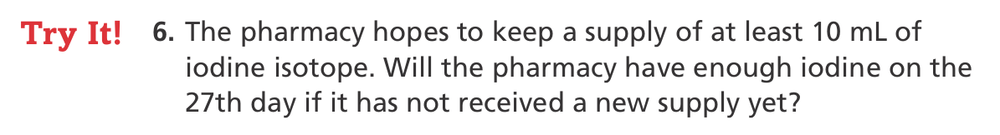 Try It! 6. The pharmacy hopes to keep a supply of at least 10 mL of
iodine isotope. Will the pharmacy have enough iodine on the
27th day if it has not received a new supply yet?